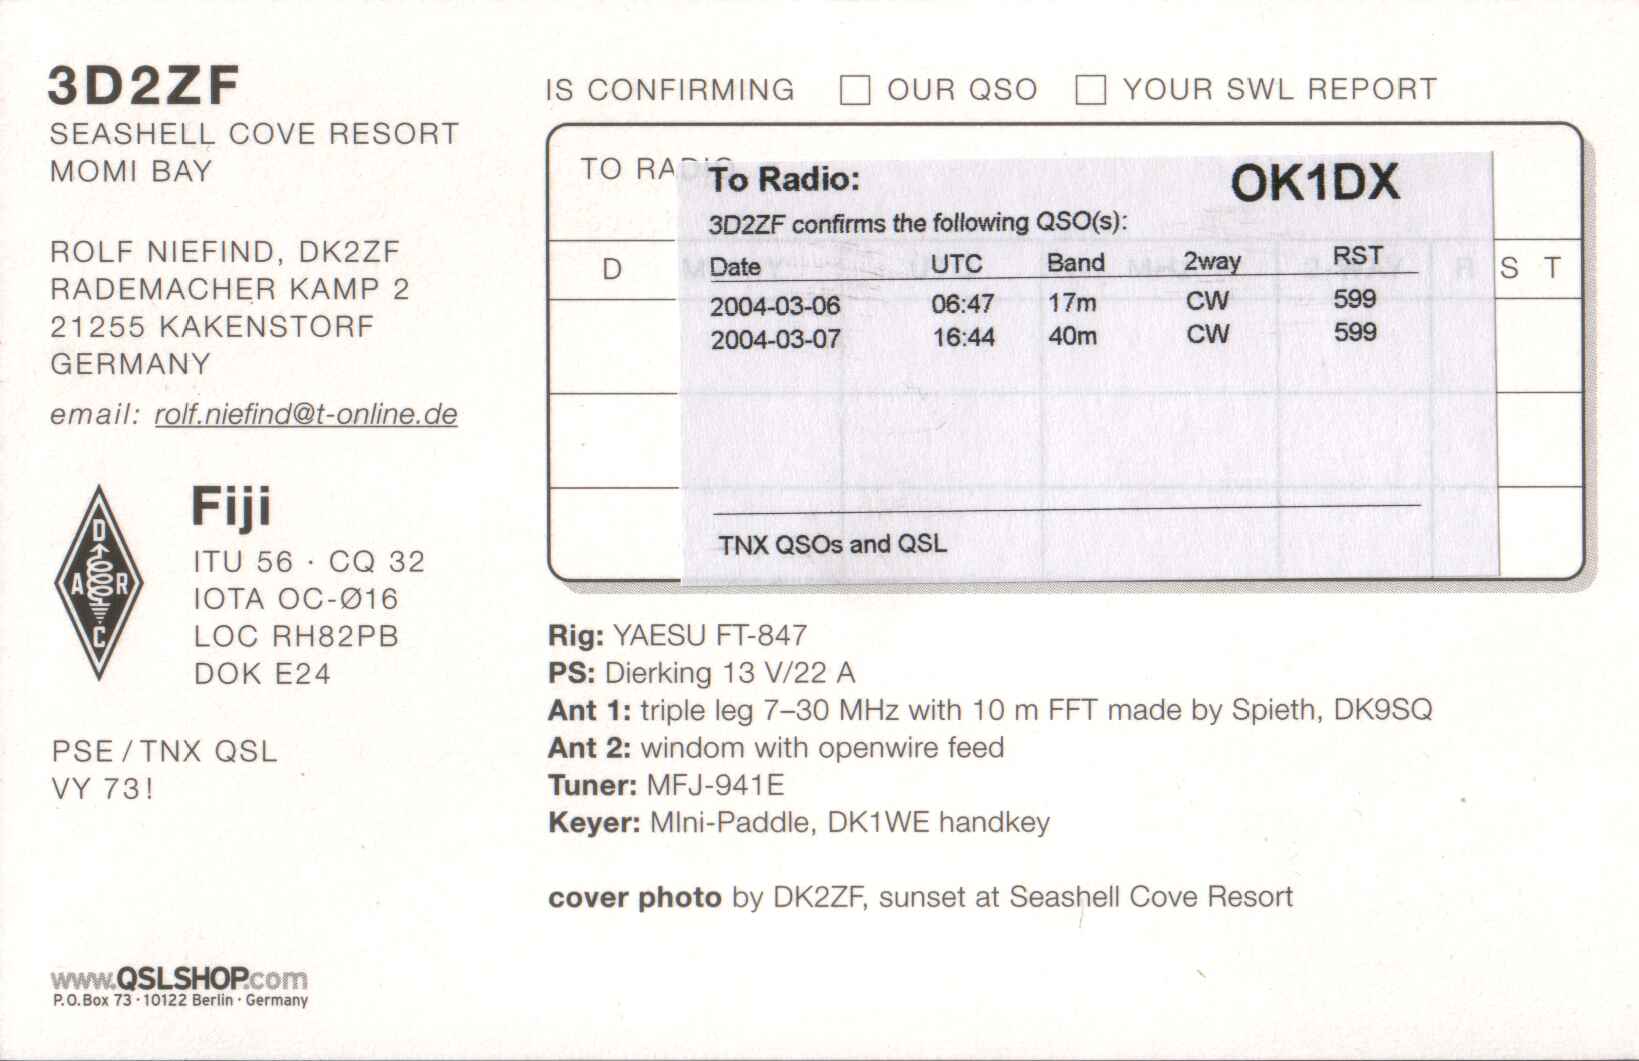 3D2ZF
SEASHELL COVE RESORT
MOMI BAY
ROLF NIEFIND, DK2ZF
RADEMACHER KAMP 2
21255 KAKENSTORF
GERMANY
email: rolf.niefind@t-online.de
DARC
Fiji
ITU 56 · CQ 32
IOTA OC-Ø16
LOC RH82PB
DOK E24
PSE / TNX QSL
VY 73!
www.QSLSHOP.com
P.O.Box 73 · 10122 Berlin · Germany
IS CONFIRMING □ OUR QSO □ YOUR SWL REPORT
TO RADIO
D R S T
To Radio: OK1DX
3D2ZF confirms the following QSO(s):
Date UTC Band 2way RST
2004-03-06 06:47 17m CW 599
2004-03-07 16:44 40m CW 599
TNX QSOs and QSL
Rig: YAESU FT-847
PS: Dierking 13 V/22 A
Ant 1: triple leg 7–30 MHz with 10 m FFT made by Spieth, DK9SQ
Ant 2: windom with openwire feed
Tuner: MFJ-941E
Keyer: MIni-Paddle, DK1WE handkey
cover photo by DK2ZF, sunset at Seashell Cove Resort